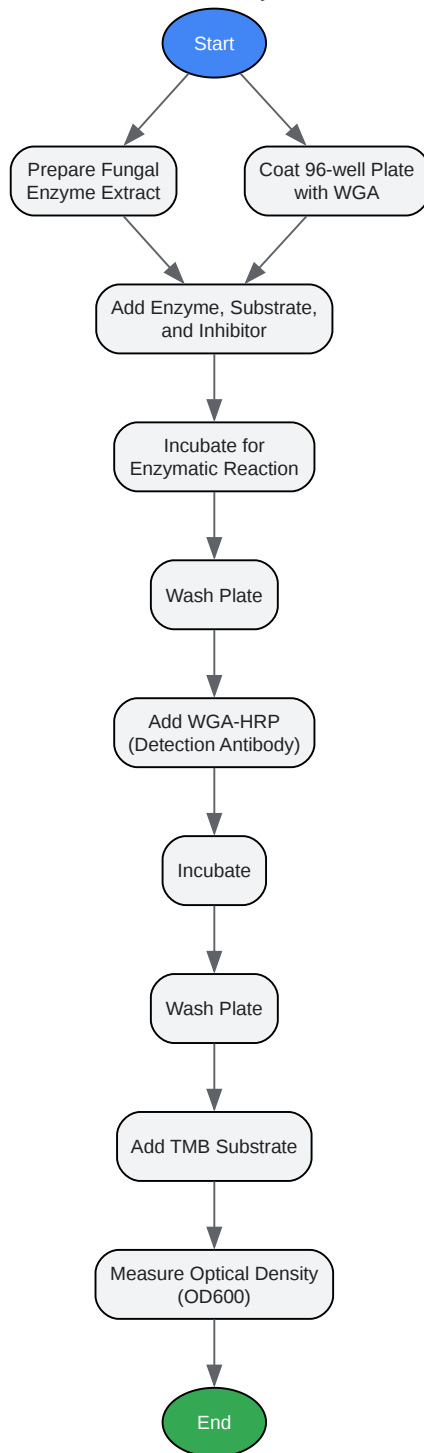 Start
Prepare Fungal
Enzyme Extract
Coat 96-well Plate
with WGA
Add Enzyme, Substrate,
and Inhibitor
Incubate for
Enzymatic Reaction
Wash Plate
Add WGA-HRP
(Detection Antibody)
Incubate
Wash Plate
Add TMB Substrate
Measure Optical Density
(OD600)
End